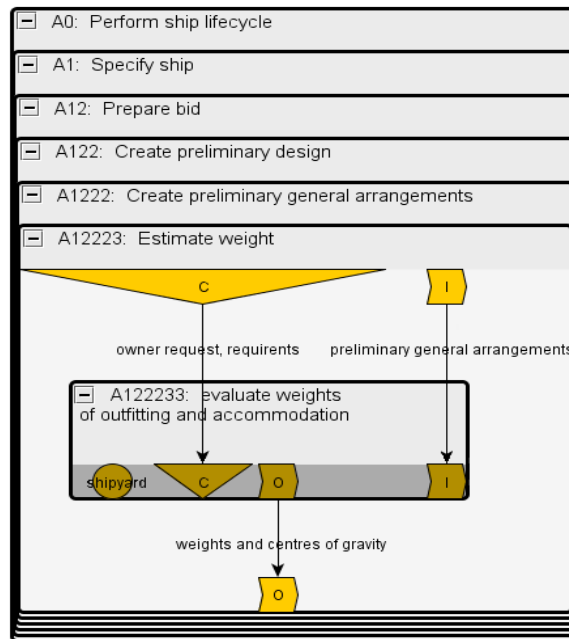 A0: Perform ship lifecycle
A1: Specify ship
A12: Prepare bid
A122: Create preliminary design
A1222: Create preliminary general arrangements
A12223: Estimate weight
C
I
owner request, requirents
preliminary general arrangements
A122233: evaluate weights
of outfitting and accommodation
shipyard
C
O
I
weights and centres of gravity
O